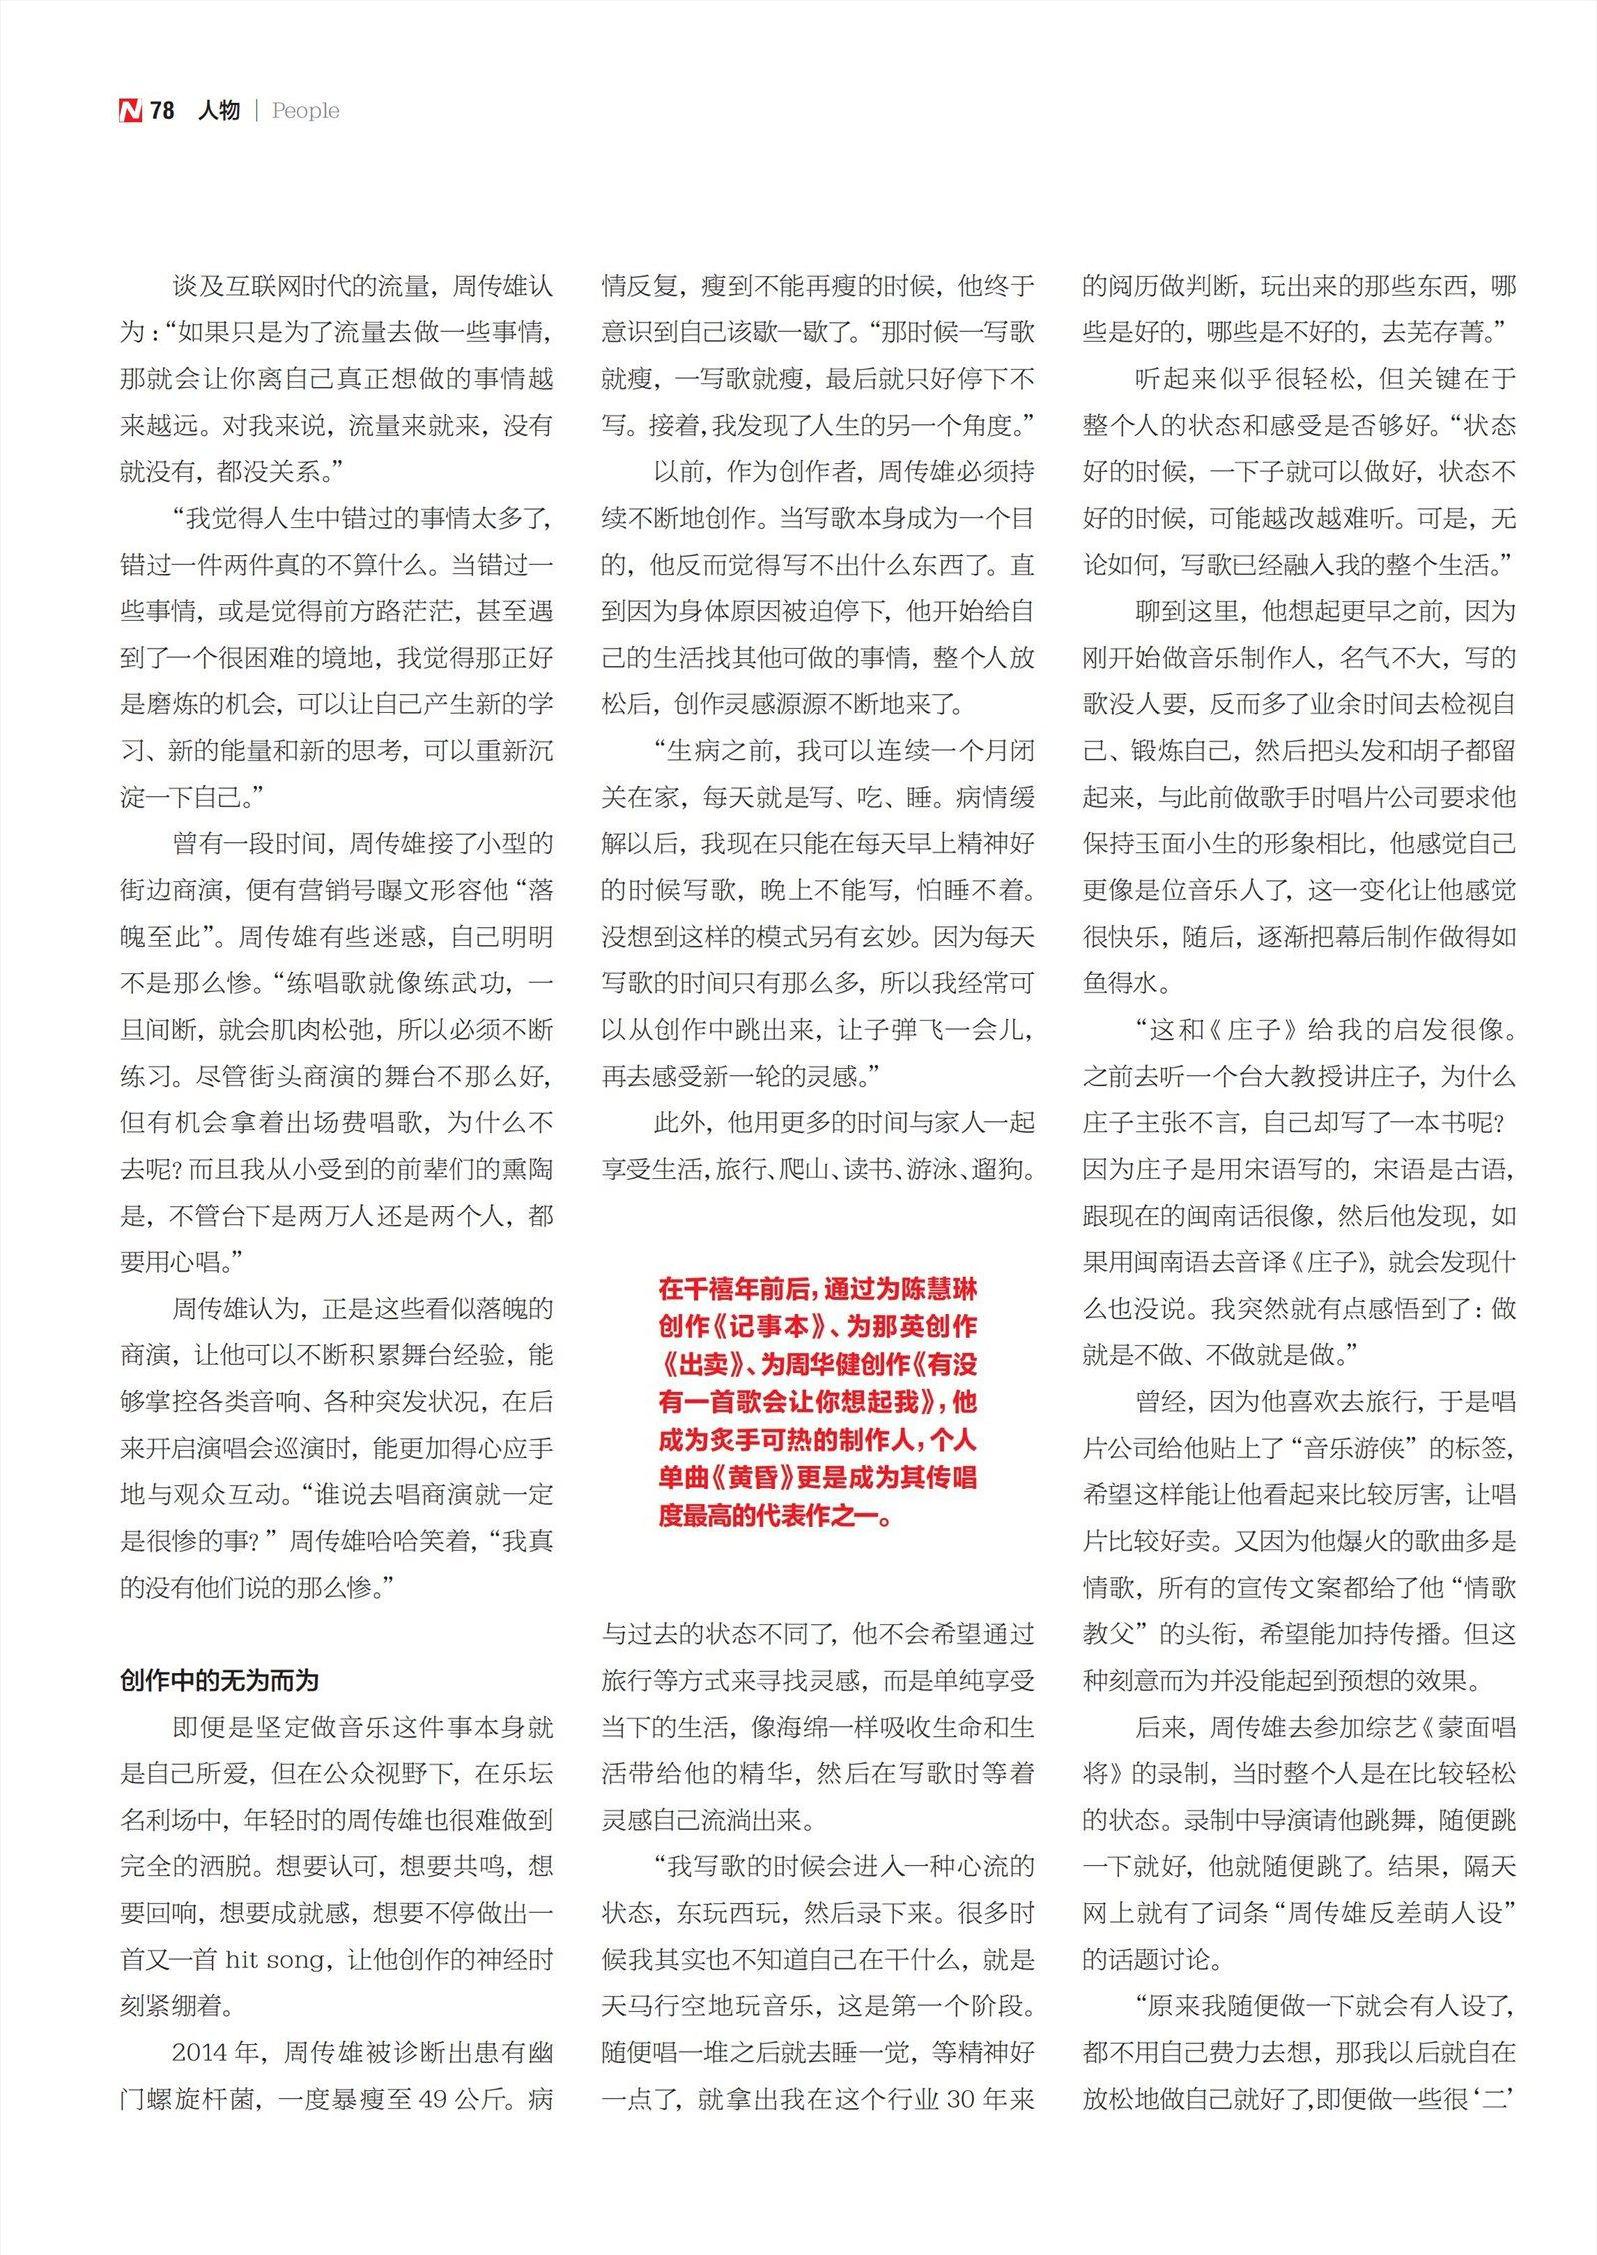 N 78 人物 | People
谈及互联网时代的流量，周传雄认
为：“如果只是为了流量去做一些事情，
那就会让你离自己真正想做的事情越
来越远。对我来说，流量来就来，没有
就没有，都没关系。”
“我觉得人生中错过的事情太多了，
错过一件两件真的不算什么。当错过一
些事情，或是觉得前方路茫茫，甚至遇
到了一个很困难的境地，我觉得那正好
是磨炼的机会，可以让自己产生新的学
习、新的能量和新的思考，可以重新沉
淀一下自己。”
曾有一段时间，周传雄接了小型的
街边商演，便有营销号曝文形容他“落
魄至此”。周传雄有些迷惑，自己明明
不是那么惨。“练唱歌就像练武功，一
旦间断，就会肌肉松弛，所以必须不断
练习。尽管街头商演的舞台不那么好，
但有机会拿着出场费唱歌，为什么不
去呢？而且我从小受到的前辈们的熏陶
是，不管台下是两万人还是两个人，都
要用心唱。”
周传雄认为，正是这些看似落魄的
商演，让他可以不断积累舞台经验，能
够掌控各类音响、各种突发状况，在后
来开启演唱会巡演时，能更加得心应手
地与观众互动。“谁说去唱商演就一定
是很惨的事？”周传雄哈哈笑着，“我真
的没有他们说的那么惨。”
创作中的无为而为
即便是坚定做音乐这件事本身就
是自己所爱，但在公众视野下，在乐坛
名利场中，年轻时的周传雄也很难做到
完全的洒脱。想要认可，想要共鸣，想
要回响，想要成就感，想要不停做出一
首又一首 hit song，让他创作的神经时
刻紧绷着。
2014 年，周传雄被诊断出患有幽
门螺旋杆菌，一度暴瘦至 49 公斤。病
情反复，瘦到不能再瘦的时候，他终于
意识到自己该歇一歇了。“那时候一写歌
就瘦，一写歌就瘦，最后就只好停下不
写。接着，我发现了人生的另一个角度。”
以前，作为创作者，周传雄必须持
续不断地创作。当写歌本身成为一个目
的，他反而觉得写不出什么东西了。直
到因为身体原因被迫停下，他开始给自
己的生活找其他可做的事情，整个人放
松后，创作灵感源源不断地来了。
“生病之前，我可以连续一个月闭
关在家，每天就是写、吃、睡。病情缓
解以后，我现在只能在每天早上精神好
的时候写歌，晚上不能写，怕睡不着。
没想到这样的模式另有玄妙。因为每天
写歌的时间只有那么多，所以我经常可
以从创作中跳出来，让子弹飞一会儿，
再去感受新一轮的灵感。”
此外，他用更多的时间与家人一起
享受生活，旅行、爬山、读书、游泳、遛狗。
在千禧年前后，通过为陈慧琳
创作《记事本》、为那英创作
《出卖》、为周华健创作《有没
有一首歌会让你想起我》，他
成为炙手可热的制作人，个人
单曲《黄昏》更是成为其传唱
度最高的代表作之一。
与过去的状态不同了，他不会希望通过
旅行等方式来寻找灵感，而是单纯享受
当下的生活，像海绵一样吸收生命和生
活带给他的精华，然后在写歌时等着
灵感自己流淌出来。
“我写歌的时候会进入一种心流的
状态，东玩西玩，然后录下来。很多时
候我其实也不知道自己在干什么，就是
天马行空地玩音乐，这是第一个阶段。
随便唱一堆之后就去睡一觉，等精神好
一点了，就拿出我在这个行业 30 年来
的阅历做判断，玩出来的那些东西，哪
些是好的，哪些是不好的，去芜存菁。”
听起来似乎很轻松，但关键在于
整个人的状态和感受是否够好。“状态
好的时候，一下子就可以做好，状态不
好的时候，可能越改越难听。可是，无
论如何，写歌已经融入我的整个生活。”
聊到这里，他想起更早之前，因为
刚开始做音乐制作人，名气不大，写的
歌没人要，反而多了业余时间去检视自
己、锻炼自己，然后把头发和胡子都留
起来，与此前做歌手时唱片公司要求他
保持玉面小生的形象相比，他感觉自己
更像是位音乐人了，这一变化让他感觉
很快乐，随后，逐渐把幕后制作做得如
鱼得水。
“这和《庄子》给我的启发很像。
之前去听一个台大教授讲庄子，为什么
庄子主张不言，自己却写了一本书呢？
因为庄子是用宋语写的，宋语是古语，
跟现在的闽南话很像，然后他发现，如
果用闽南语去音译《庄子》，就会发现什
么也没说。我突然就有点感悟到了：做
就是不做、不做就是做。”
曾经，因为他喜欢去旅行，于是唱
片公司给他贴上了“音乐游侠”的标签，
希望这样能让他看起来比较厉害，让唱
片比较好卖。又因为他爆火的歌曲多是
情歌，所有的宣传文案都给了他“情歌
教父”的头衔，希望能加持传播。但这
种刻意而为并没能起到预想的效果。
后来，周传雄去参加综艺《蒙面唱
将》的录制，当时整个人是在比较轻松
的状态。录制中导演请他跳舞，随便跳
一下就好，他就随便跳了。结果，隔天
网上就有了词条“周传雄反差萌人设”
的话题讨论。
“原来我随便做一下就会有人设了，
都不用自己费力去想，那我以后就自在
放松地做自己就好了，即便做一些很‘二’